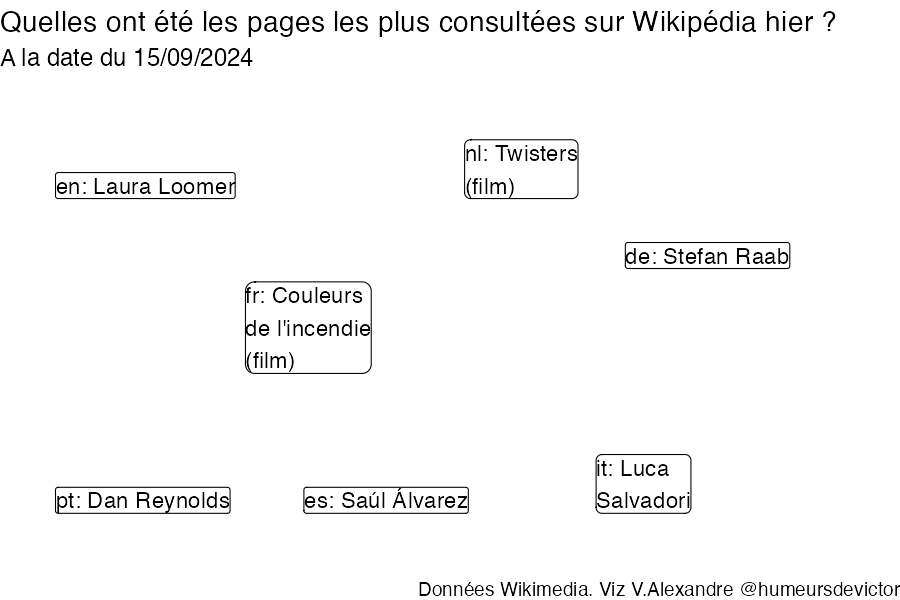 Quelles ont été les pages les plus consultées sur Wikipédia hier ?
A la date du 15/09/2024
nl: Twisters
(film)
en: Laura Loomer
de: Stefan Raab
fr: Couleurs
de l'incendie
(film)
it: Luca
Salvadori
pt: Dan Reynolds
es: Saúl Álvarez
Données Wikimedia. Viz V.Alexandre @humeursdevictor